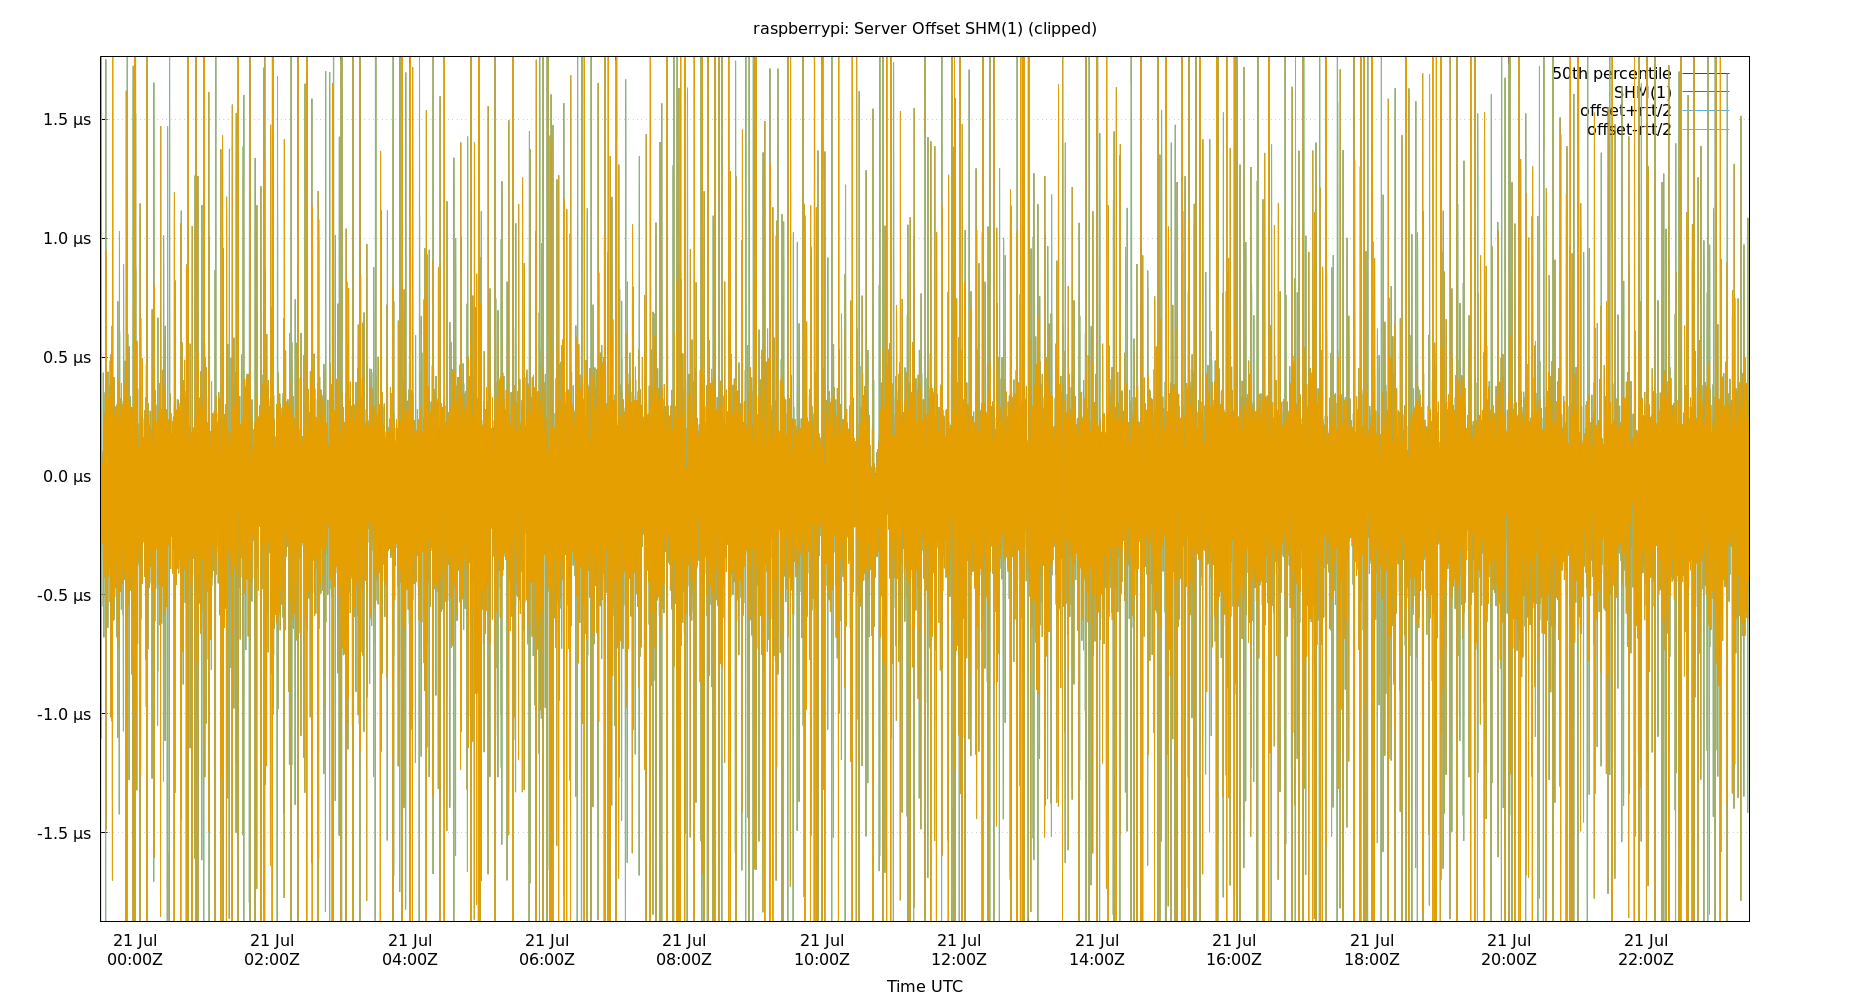 raspberrypi: Server Offset SHM(1) (clipped)
50th percentile
SHM(1)
offset+rtt/2
offset-rtt/2
1.5 µs
1.0 µs
0.5 µs
0.0 µs
-0.5 µs
-1.0 µs
-1.5 µs
21 Jul 21 Jul 21 Jul 21 Jul 21 Jul 21 Jul 21 Jul 21 Jul 21 Jul 21 Jul 21 Jul 21 Jul
00:00Z 02:00Z 04:00Z 06:00Z 08:00Z 10:00Z 12:00Z 14:00Z 16:00Z 18:00Z 20:00Z 22:00Z
Time UTC